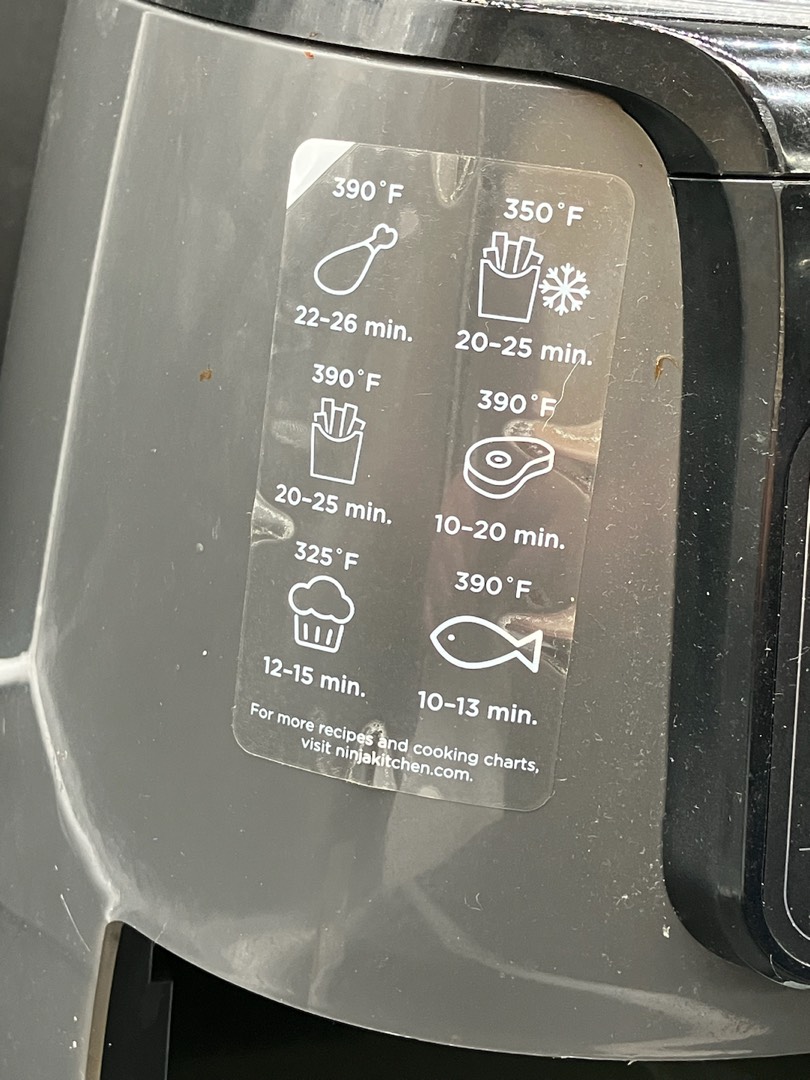 390°F
22-26 min.
350°F
20-25 min.
390°F
20-25 min.
390°F
10-20 min.
325°F
12-15 min.
390°F
10-13 min.
For more recipes and cooking charts,
visit ninjakitchen.com.